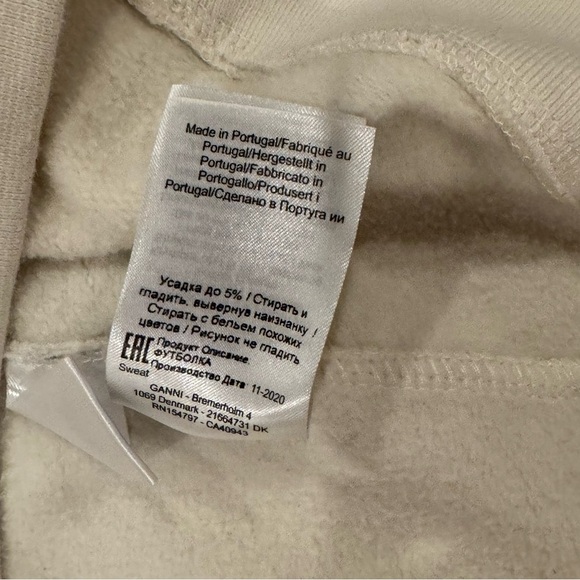 Made in Portugal/Fabriqué au
Portugal/Hergestellt in
Portugal/Fabbricato in
Portogallo/Produsert i
Portugal/Сделано в Португа ии
Усадка до 5% / Стирать и
гладить, вывернув наизнанку /
Стирать с бельем похожих
цветов / Рисунок не гладить
EAC Продукт Описание:
ФУТБОЛКА
Производство Дата: 11-2020
Sweat
GANNI - Bremerholm 4
1069 Denmark - 21664731 DK
RN154797 - CA40943